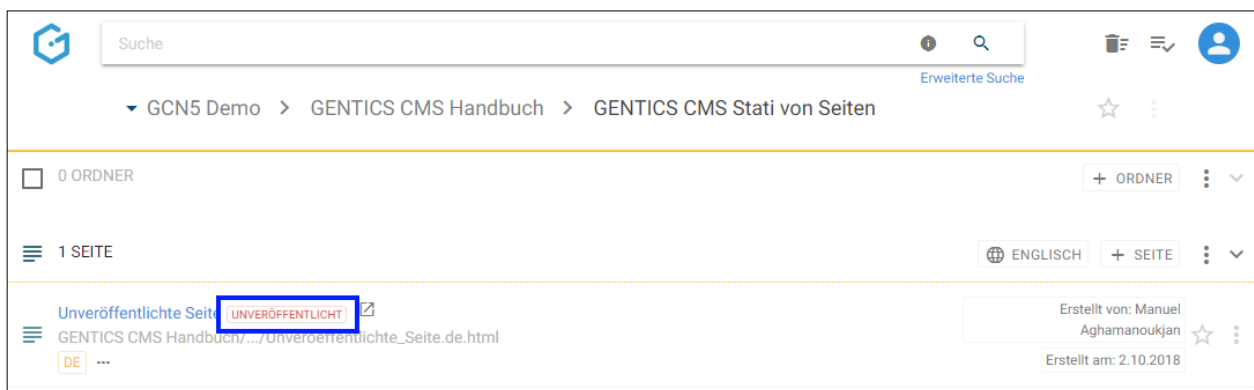 Suche
Erweiterte Suche
GCN5 Demo > GENTICS CMS Handbuch > GENTICS CMS Stati von Seiten
0 ORDNER
+ ORDNER
1 SEITE
ENGLISCH
+ SEITE
Unveröffentlichte Seite UNVERÖFFENTLICHT
GENTICS CMS Handbuch/.../Unveroeffentlichte_Seite.de.html
DE
Erstellt von: Manuel
Aghamanoukjan
Erstellt am: 2.10.2018